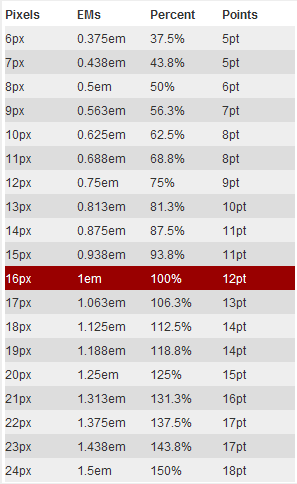 Pixels EMs Percent Points
6px 0.375em 37.5% 5pt
7px 0.438em 43.8% 5pt
8px 0.5em 50% 6pt
9px 0.563em 56.3% 7pt
10px 0.625em 62.5% 8pt
11px 0.688em 68.8% 8pt
12px 0.75em 75% 9pt
13px 0.813em 81.3% 10pt
14px 0.875em 87.5% 11pt
15px 0.938em 93.8% 11pt
16px 1em 100% 12pt
17px 1.063em 106.3% 13pt
18px 1.125em 112.5% 14pt
19px 1.188em 118.8% 14pt
20px 1.25em 125% 15pt
21px 1.313em 131.3% 16pt
22px 1.375em 137.5% 17pt
23px 1.438em 143.8% 17pt
24px 1.5em 150% 18pt